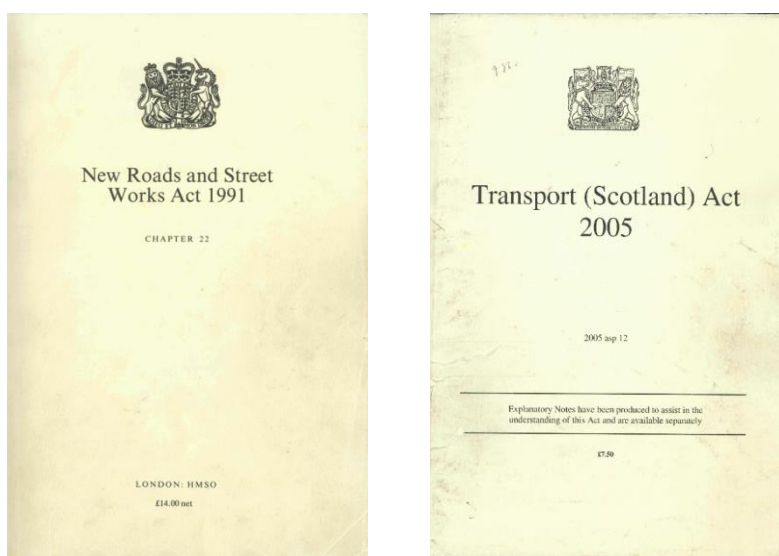 New Roads and Street
Works Act 1991
CHAPTER 22
LONDON: HMSO
£14.00 net
Transport (Scotland) Act
2005
2005 asp 12
Explanatory Notes have been produced to assist in the
understanding of this Act and are available separately
£7.50